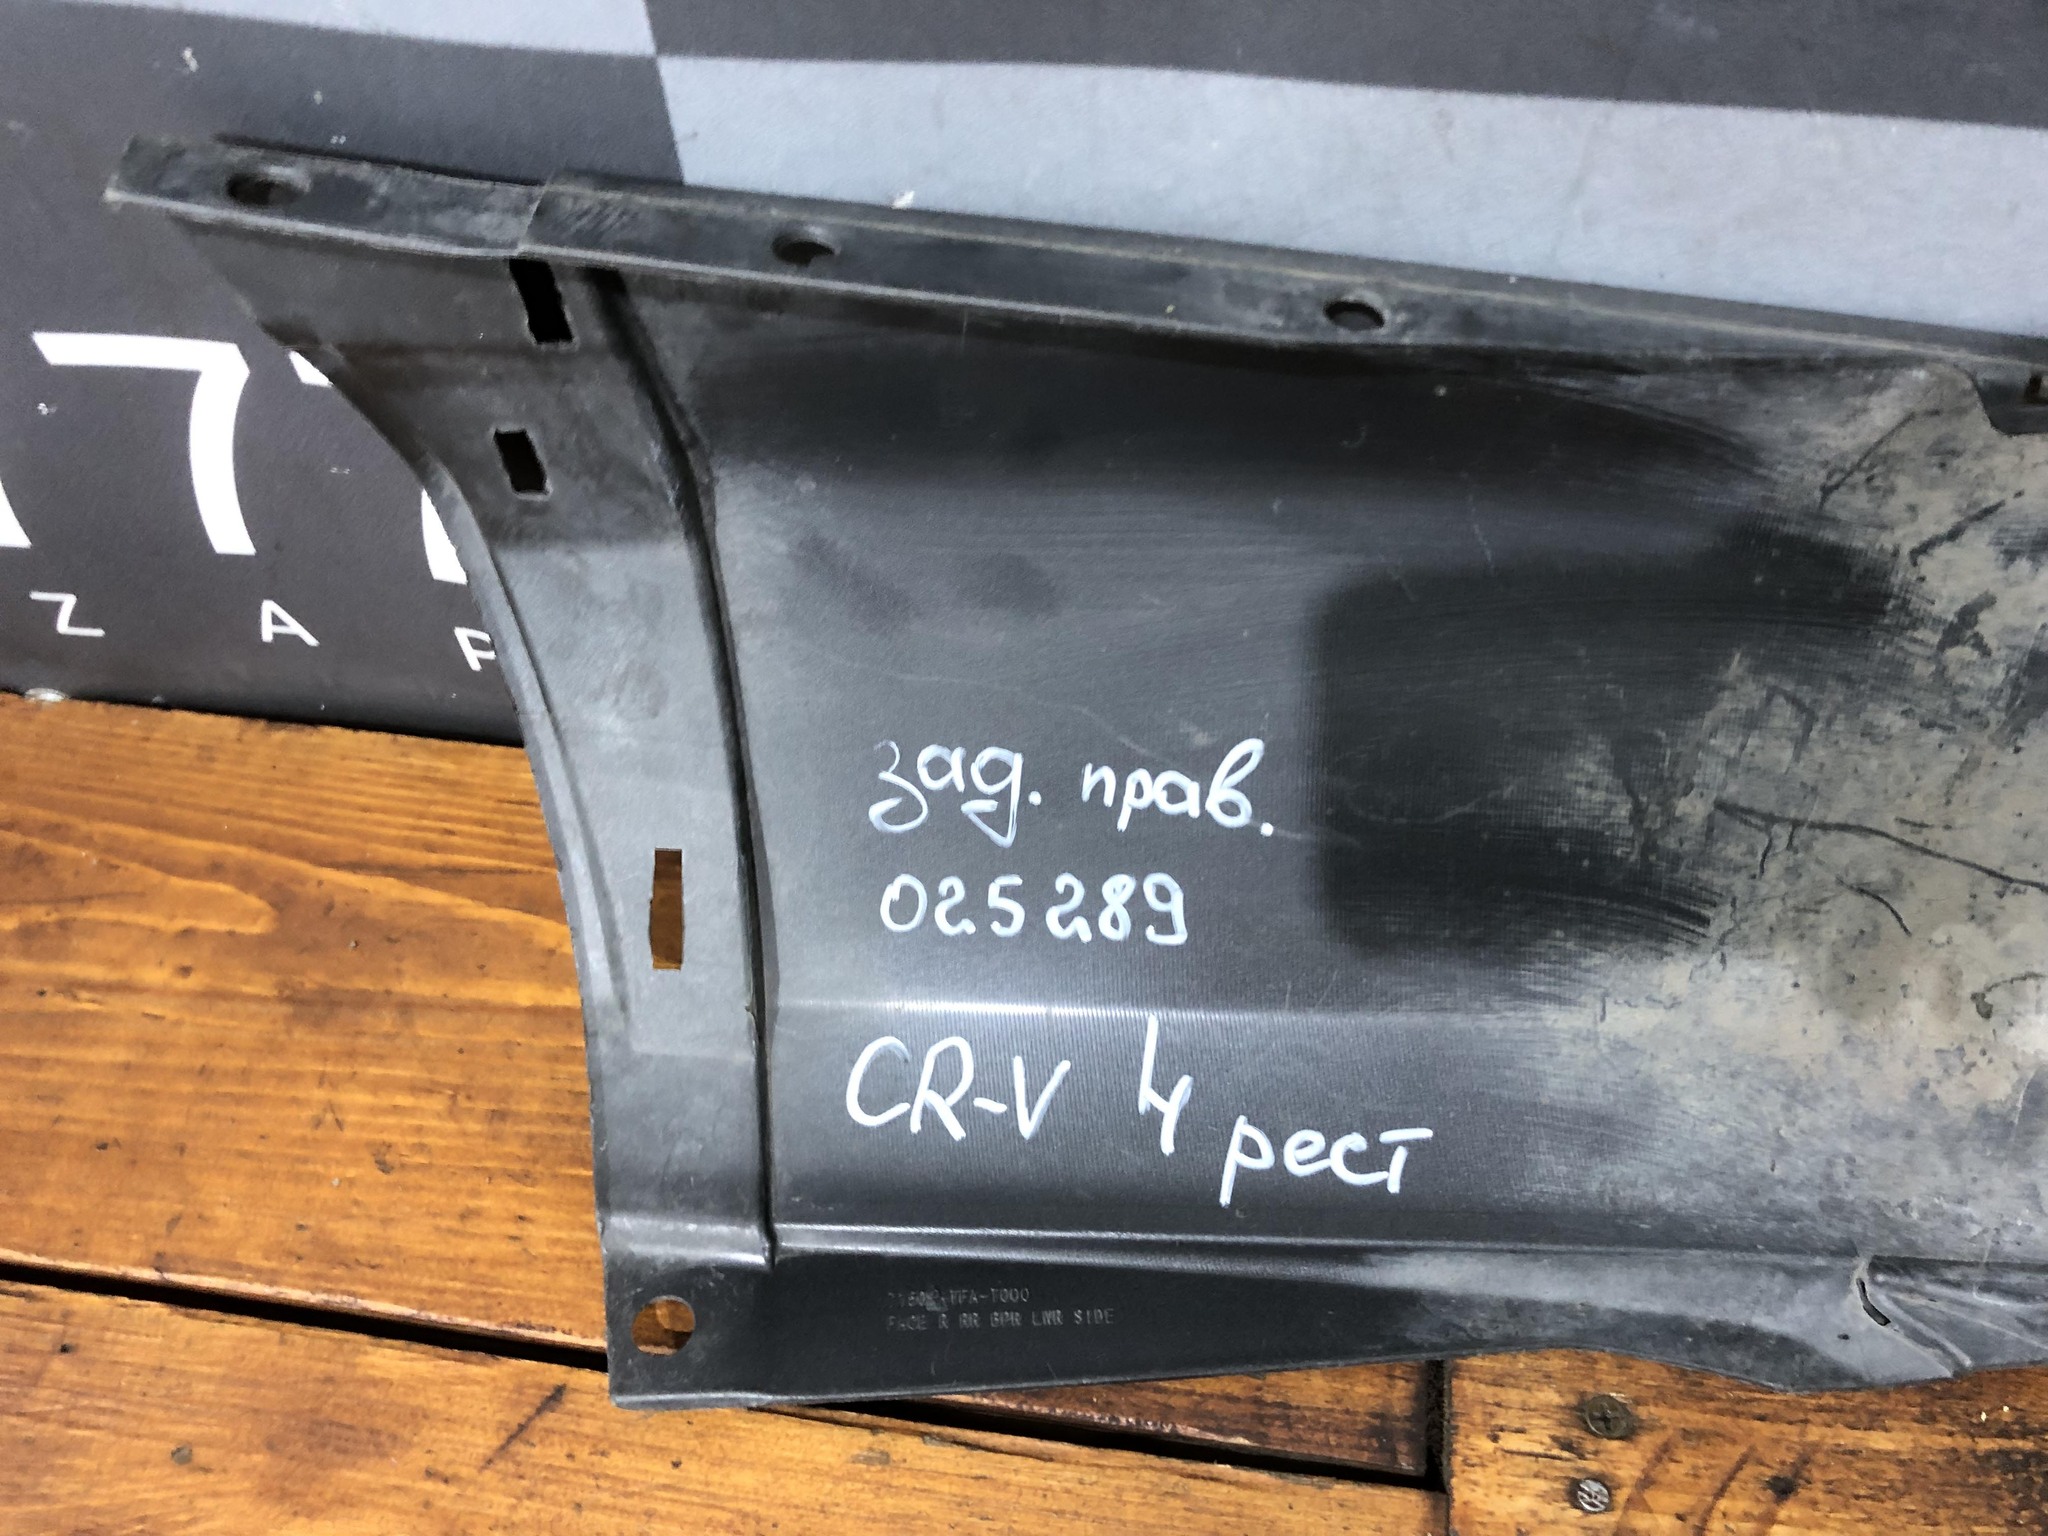 Z A P
зад. прав.
025289
CR-V 4 рест
FACE R RR BPR LWR SIDE